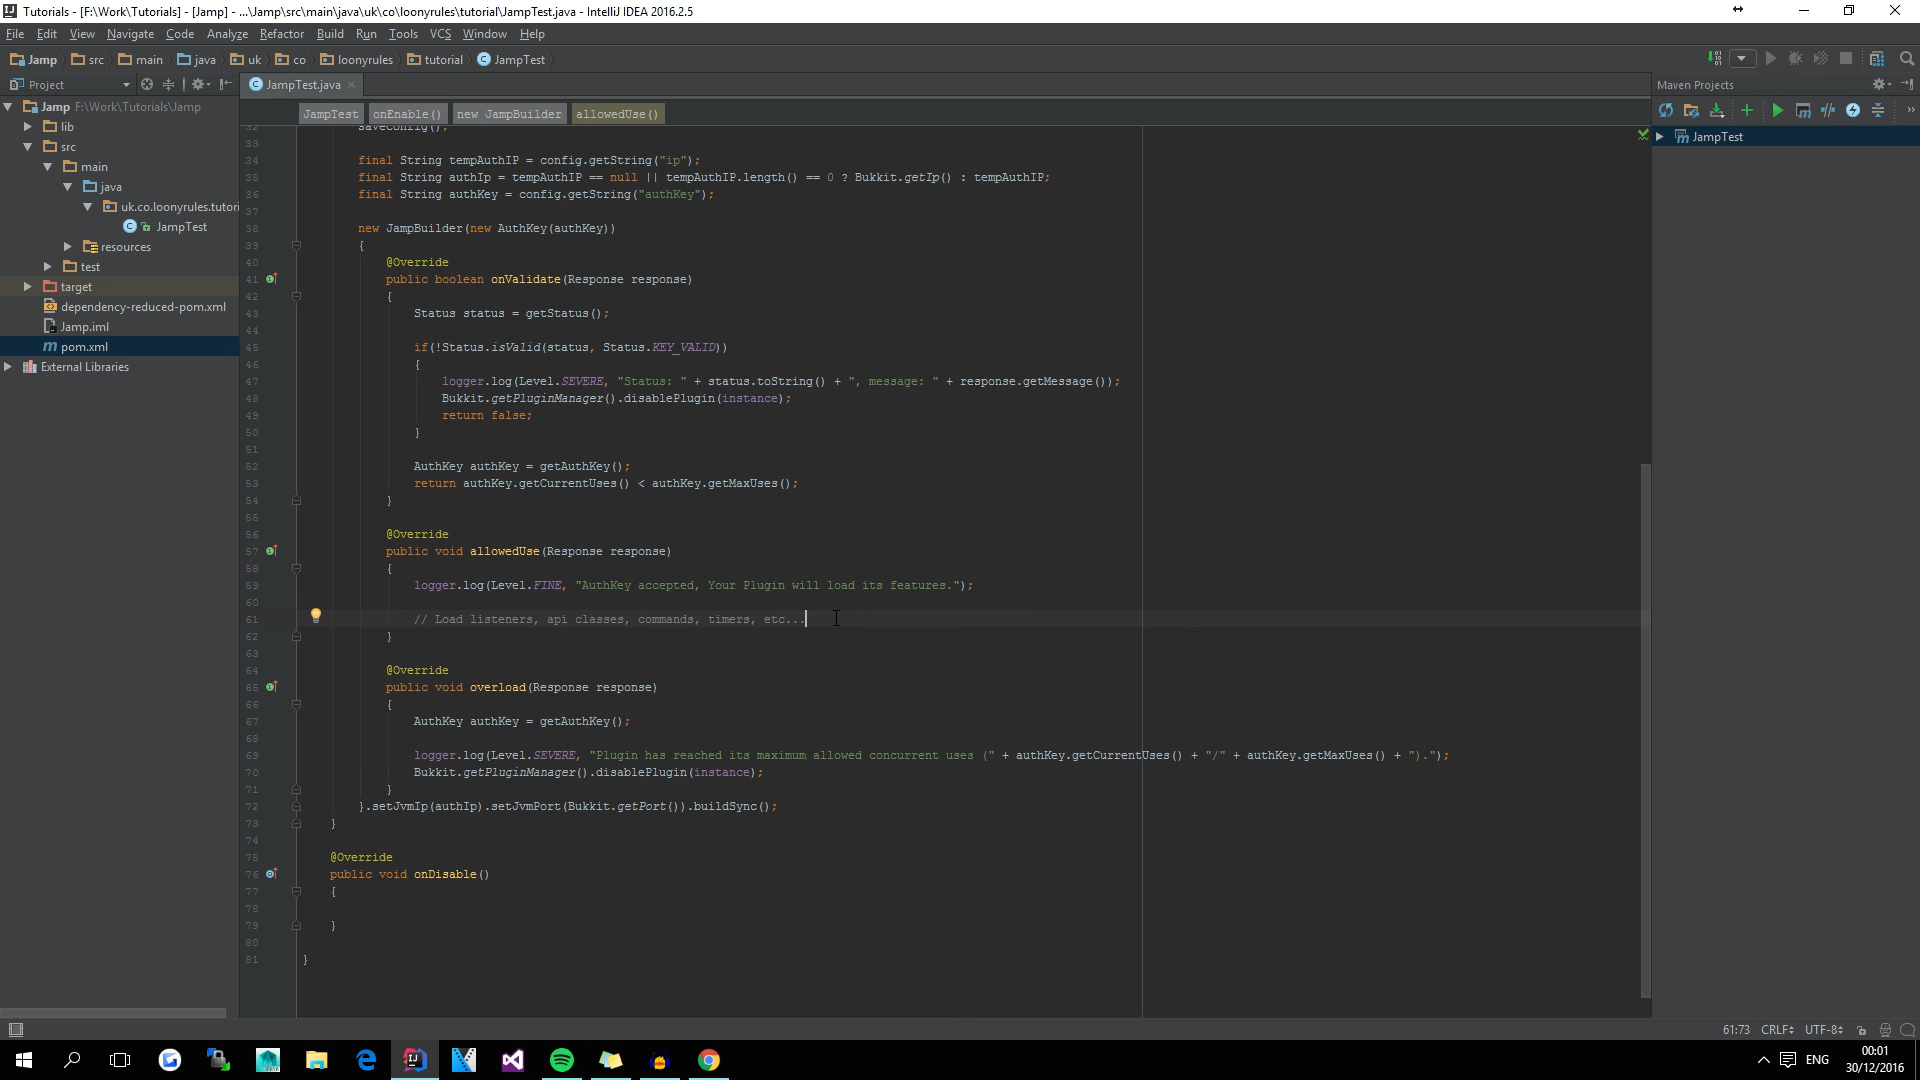 Tutorials - [F:\Work\Tutorials] - [Jamp] - ...\Jamp\src\main\java\uk\co\loonyrules\tutorial\JampTest.java - IntelliJ IDEA 2016.2.5
File Edit View Navigate Code Analyze Refactor Build Run Tools VCS Window Help
Jamp src main java uk co loonyrules tutorial JampTest
Project
JampTest.java
Maven Projects
JampTest onEnable() new JampBuilder allowedUse()
Jamp F:\Work\Tutorials\Jamp
lib
src
main
java
uk.co.loonyrules.tutori
JampTest
resources
test
target
dependency-reduced-pom.xml
Jamp.iml
pom.xml
External Libraries
JampTest
32 saveConfig();
33
34 final String tempAuthIP = config.getString("ip");
35 final String authIp = tempAuthIP == null || tempAuthIP.length() == 0 ? Bukkit.getIp() : tempAuthIP;
36 final String authKey = config.getString("authKey");
37
38 new JampBuilder(new AuthKey(authKey))
39 {
40 @Override
41 public boolean onValidate(Response response)
42 {
43 Status status = getStatus();
44
45 if(!Status.isValid(status, Status.KEY_VALID))
46 {
47 logger.log(Level.SEVERE, "Status: " + status.toString() + ", message: " + response.getMessage());
48 Bukkit.getPluginManager().disablePlugin(instance);
49 return false;
50 }
51
52 AuthKey authKey = getAuthKey();
53 return authKey.getCurrentUses() < authKey.getMaxUses();
54 }
55
56 @Override
57 public void allowedUse(Response response)
58 {
59 logger.log(Level.FINE, "AuthKey accepted, Your Plugin will load its features.");
60
61 // Load listeners, api classes, commands, timers, etc...
62 }
63
64 @Override
65 public void overload(Response response)
66 {
67 AuthKey authKey = getAuthKey();
68
69 logger.log(Level.SEVERE, "Plugin has reached its maximum allowed concurrent uses (" + authKey.getCurrentUses() + "/" + authKey.getMaxUses() + ").");
70 Bukkit.getPluginManager().disablePlugin(instance);
71 }
72 }.setJvmIp(authIp).setJvmPort(Bukkit.getPort()).buildSync();
73 }
74
75 @Override
76 public void onDisable()
77 {
78
79 }
80
81 }
61:73 CRLF UTF-8
ENG
00:01
30/12/2016